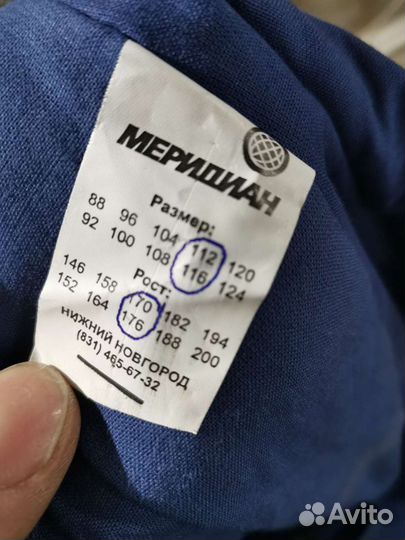 МЕРИДИАН
Размер:
88 96 104 112 120
92 100 108 116 124
Рост:
146 158 170 182 194
152 164 176 188 200
НИЖНИЙ НОВГОРОД
(831) 465-67-32
Avito